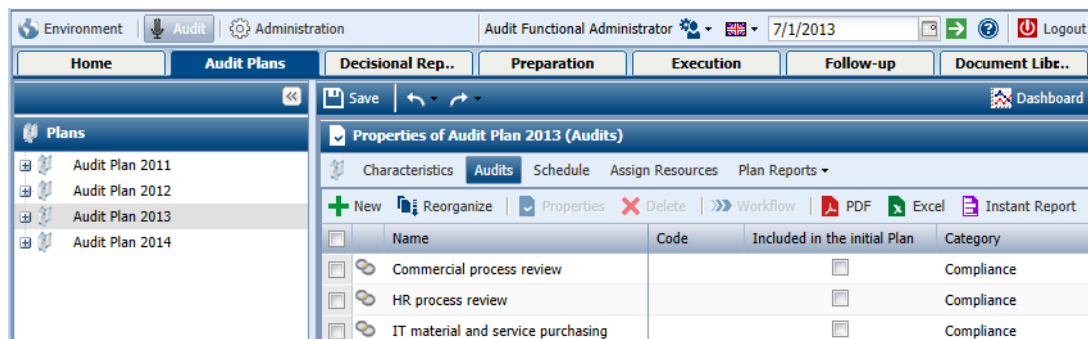 Environment Audit Administration Audit Functional Administrator 7/1/2013 Logout
Home Audit Plans Decisional Rep.. Preparation Execution Follow-up Document Libr..
Save Dashboard
Plans
Audit Plan 2011
Audit Plan 2012
Audit Plan 2013
Audit Plan 2014
Properties of Audit Plan 2013 (Audits)
Characteristics Audits Schedule Assign Resources Plan Reports
New Reorganize Properties Delete Workflow PDF Excel Instant Report
Name Code Included in the initial Plan Category
Commercial process review Compliance
HR process review Compliance
IT material and service purchasing Compliance